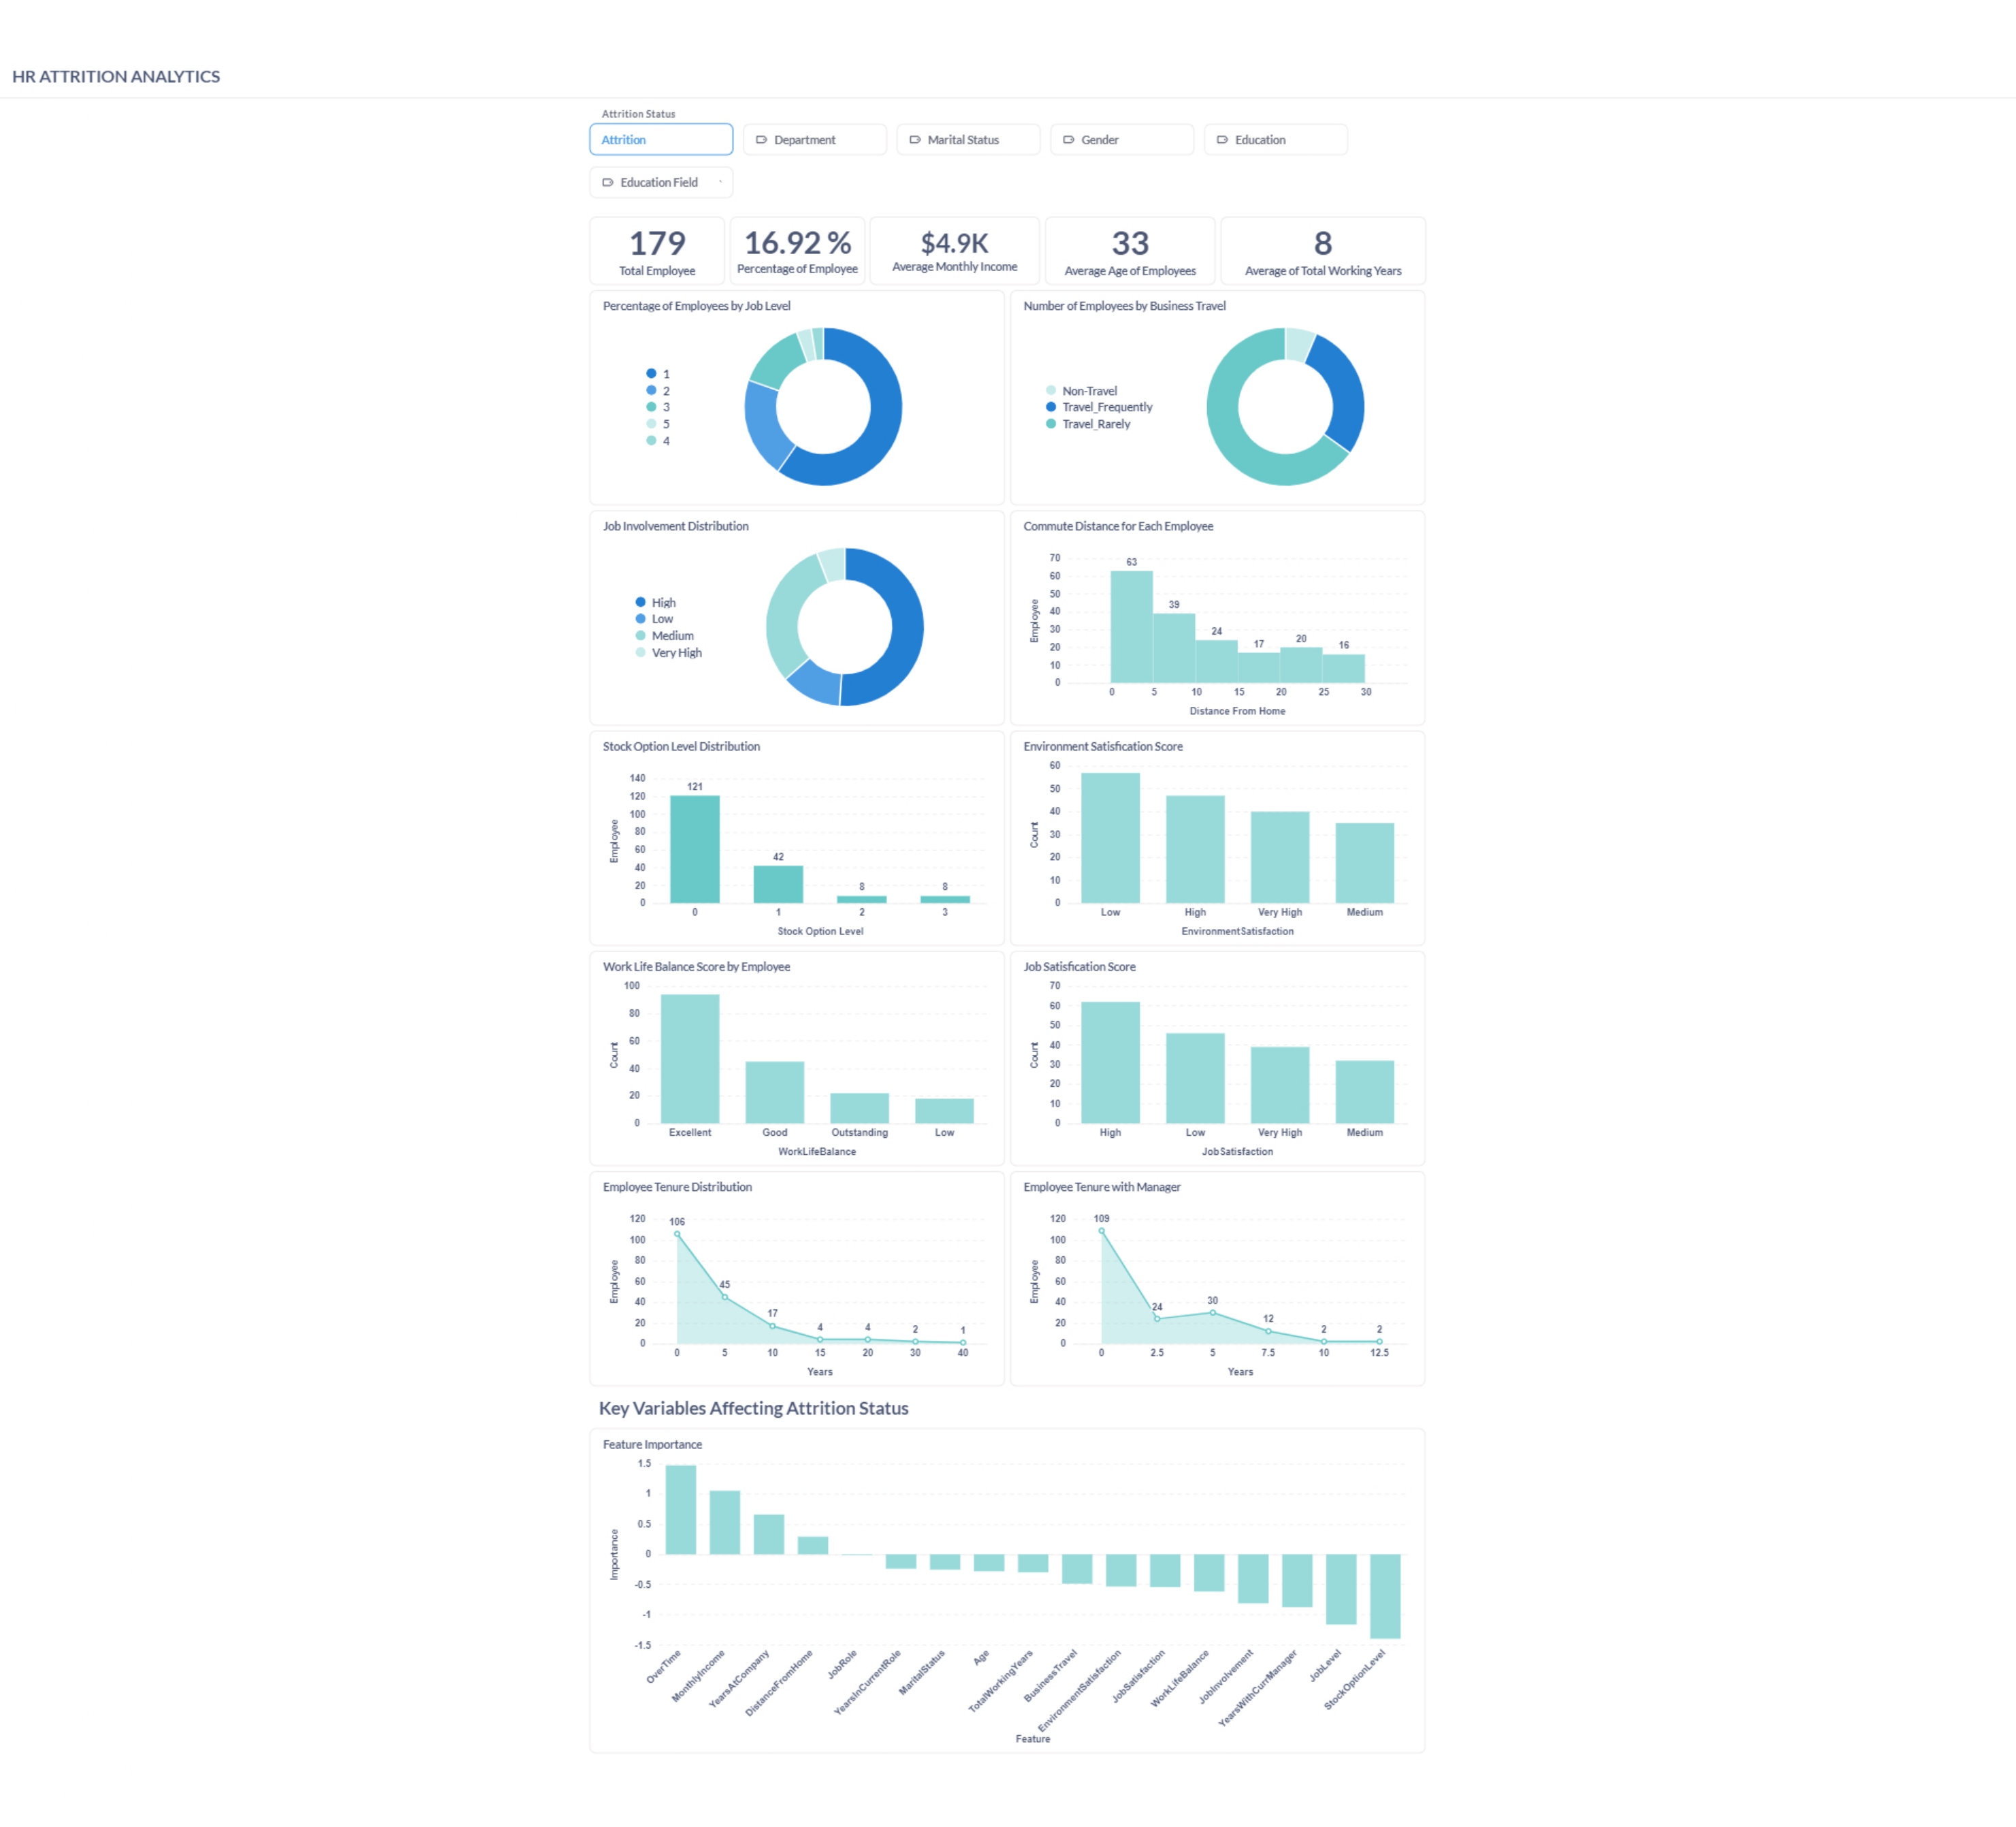 HR ATTRITION ANALYTICS
Attrition Status
Attrition
Department
Marital Status
Gender
Education
Education Field
179
Total Employee
16.92 %
Percentage of Employee
$4.9K
Average Monthly Income
33
Average Age of Employees
8
Average of Total Working Years
Percentage of Employees by Job Level
1
2
3
5
4
Number of Employees by Business Travel
Non-Travel
Travel_Frequently
Travel_Rarely
Job Involvement Distribution
High
Low
Medium
Very High
Commute Distance for Each Employee
Employee
70
60
50
40
30
20
10
0
63
39
24
17
20
16
0 5 10 15 20 25 30
Distance From Home
Stock Option Level Distribution
Employee
140
120
100
80
60
40
20
0
121
42
8
8
0 1 2 3
Stock Option Level
Environment Satisfication Score
Count
60
50
40
30
20
10
0
Low High Very High Medium
EnvironmentSatisfaction
Work Life Balance Score by Employee
Count
100
80
60
40
20
0
Excellent Good Outstanding Low
WorkLifeBalance
Job Satisfication Score
Count
70
60
50
40
30
20
10
0
High Low Very High Medium
JobSatisfaction
Employee Tenure Distribution
Employee
120
100
80
60
40
20
0
106
45
17
4
4
2
1
0 5 10 15 20 30 40
Years
Employee Tenure with Manager
Employee
120
100
80
60
40
20
0
109
24
30
12
2
2
0 2.5 5 7.5 10 12.5
Years
Key Variables Affecting Attrition Status
Feature Importance
Importance
1.5
1
0.5
0
-0.5
-1
-1.5
OverTime
MonthlyIncome
YearsAtCompany
DistanceFromHome
JobRole
YearsInCurrentRole
MaritalStatus
Age
TotalWorkingYears
BusinessTravel
EnvironmentSatisfaction
JobSatisfaction
WorkLifeBalance
JobInvolvement
YearsWithCurrManager
JobLevel
StockOptionLevel
Feature